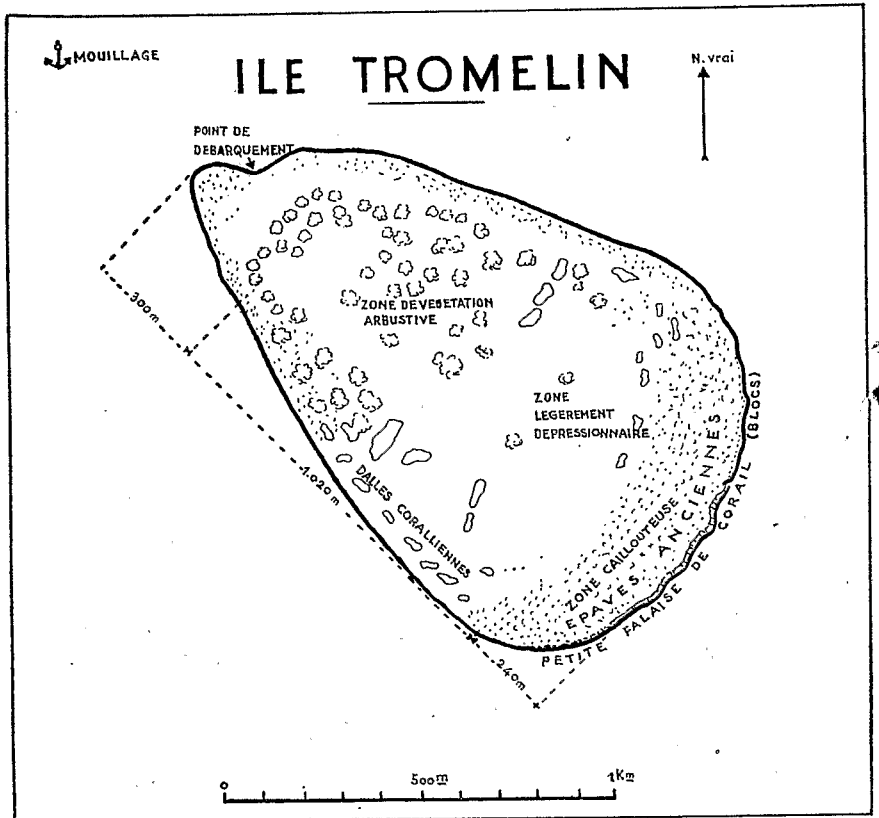 MOUILLAGE
ILE TROMELIN
N. vrai
POINT DE
DEBARQUEMENT
300m
ZONE DE VEGETATION
ARBUSTIVE
ZONE
LEGEREMENT
DEPRESSIONNAIRE
DALLES CORALLIENNES
1.020 m
ZONE CAILLOUTEUSE
EPAVES ANCIENNES
PETITE FALAISE DE CORAIL (BLOCS)
240m
0 500m 1Km